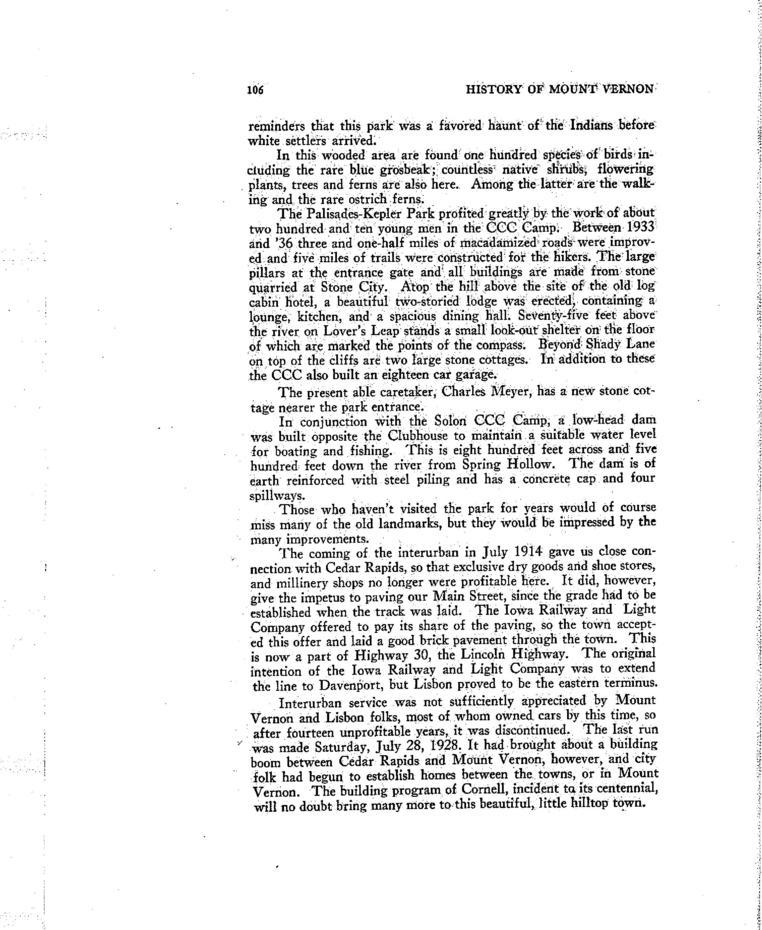 106 HISTORY OF MOUNT VERNON
reminders that this park was a favored haunt of the Indians before
white settlers arrived.
In this wooded area are found one hundred species of birds in-
cluding the rare blue grosbeak; countless native shrubs, flowering
plants, trees and ferns are also here. Among the latter are the walk-
ing and the rare ostrich ferns.
The Palisades-Kepler Park profited greatly by the work of about
two hundred and ten young men in the CCC Camp. Between 1933
and '36 three and one-half miles of macadamized roads were improv-
ed and five miles of trails were constructed for the hikers. The large
pillars at the entrance gate and all buildings are made from stone
quarried at Stone City. Atop the hill above the site of the old log
cabin hotel, a beautiful two-storied lodge was erected, containing a
lounge, kitchen, and a spacious dining hall. Seventy-five feet above
the river on Lover's Leap stands a small look-out shelter on the floor
of which are marked the points of the compass. Beyond Shady Lane
on top of the cliffs are two large stone cottages. In addition to these
the CCC also built an eighteen car garage.
The present able caretaker, Charles Meyer, has a new stone cot-
tage nearer the park entrance.
In conjunction with the Solon CCC Camp, a low-head dam
was built opposite the Clubhouse to maintain a suitable water level
for boating and fishing. This is eight hundred feet across and five
hundred feet down the river from Spring Hollow. The dam is of
earth reinforced with steel piling and has a concrete cap and four
spillways.
Those who haven't visited the park for years would of course
miss many of the old landmarks, but they would be impressed by the
many improvements.
The coming of the interurban in July 1914 gave us close con-
nection with Cedar Rapids, so that exclusive dry goods and shoe stores,
and millinery shops no longer were profitable here. It did, however,
give the impetus to paving our Main Street, since the grade had to be
established when the track was laid. The Iowa Railway and Light
Company offered to pay its share of the paving, so the town accept-
ed this offer and laid a good brick pavement through the town. This
is now a part of Highway 30, the Lincoln Highway. The original
intention of the Iowa Railway and Light Company was to extend
the line to Davenport, but Lisbon proved to be the eastern terminus.
Interurban service was not sufficiently appreciated by Mount
Vernon and Lisbon folks, most of whom owned cars by this time, so
after fourteen unprofitable years, it was discontinued. The last run
was made Saturday, July 28, 1928. It had brought about a building
boom between Cedar Rapids and Mount Vernon, however, and city
folk had begun to establish homes between the towns, or in Mount
Vernon. The building program of Cornell, incident to its centennial,
will no doubt bring many more to this beautiful, little hilltop town.